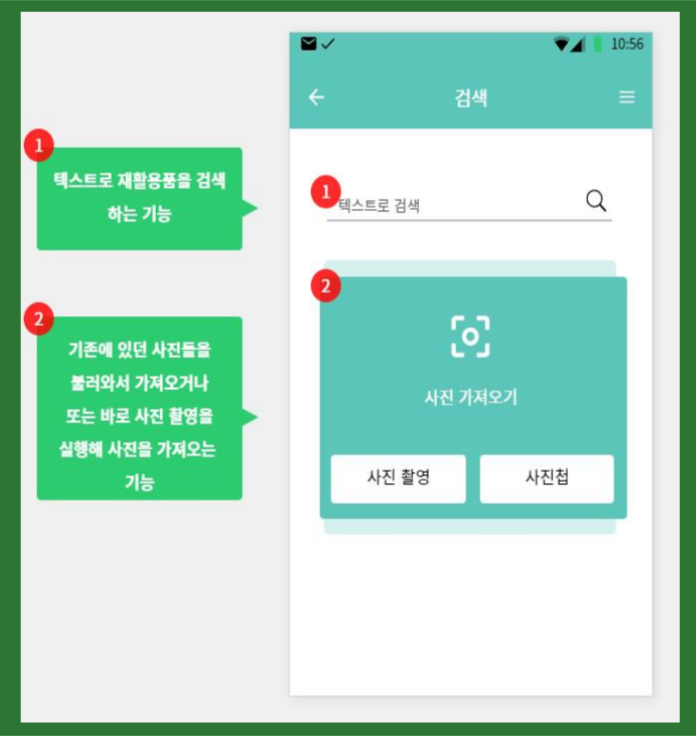 10:56
검색
1
텍스트로 재활용품을 검색
하는 기능
1
텍스트로 검색
2
기존에 있던 사진들을
불러와서 가져오거나
또는 바로 사진 촬영을
실행해 사진을 가져오는
기능
2
사진 가져오기
사진 촬영
사진첩